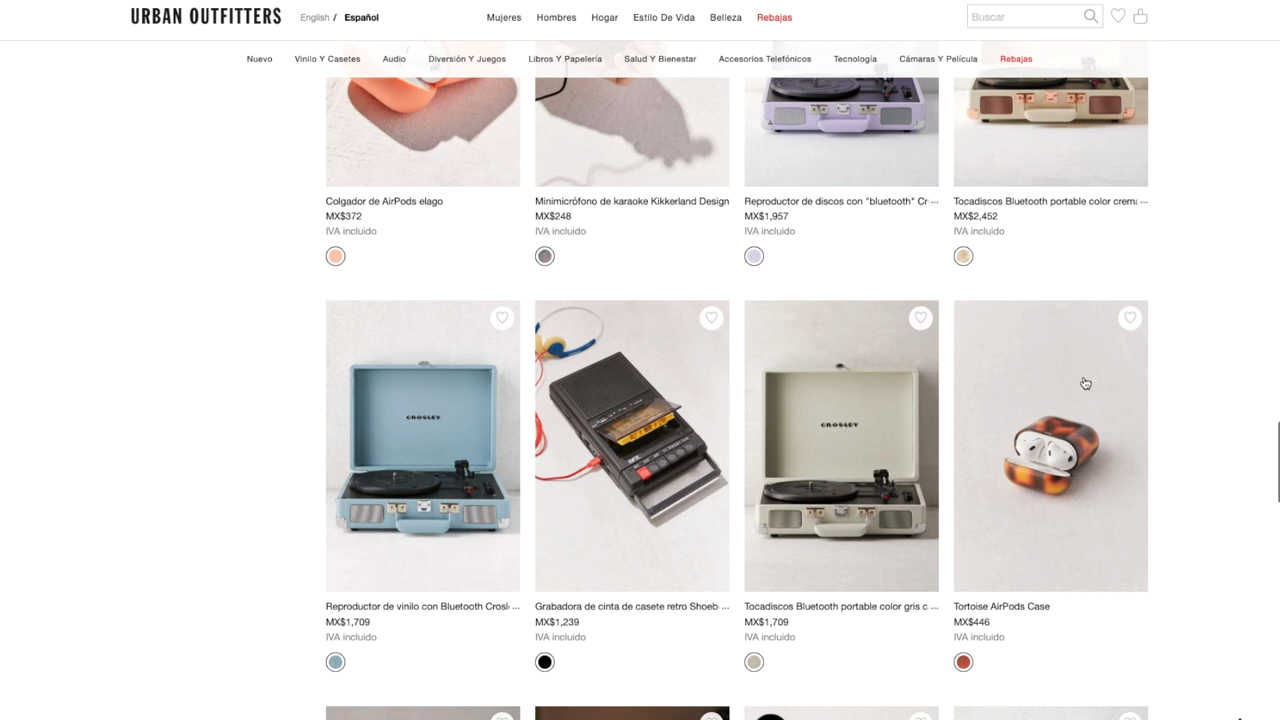 URBAN OUTFITTERS
English / Español
Mujeres Hombres Hogar Estilo De Vida Belleza Rebajas
Buscar
Nuevo Vinilo Y Casetes Audio Diversión Y Juegos Libros Y Papelería Salud Y Bienestar Accesorios Telefónicos Tecnología Cámaras Y Película Rebajas
Colgador de AirPods elago
MX$372
IVA incluido
Minimicrófono de karaoke Kikkerland Design
MX$248
IVA incluido
Reproductor de discos con "bluetooth" Cr ...
MX$1,957
IVA incluido
Tocadiscos Bluetooth portable color crema ...
MX$2,452
IVA incluido
CROSLEY
CROSLEY
Reproductor de vinilo con Bluetooth Crosl ...
MX$1,709
IVA incluido
Grabadora de cinta de casete retro Shoeb ...
MX$1,239
IVA incluido
Tocadiscos Bluetooth portable color gris c ...
MX$1,709
IVA incluido
Tortoise AirPods Case
MX$446
IVA incluido